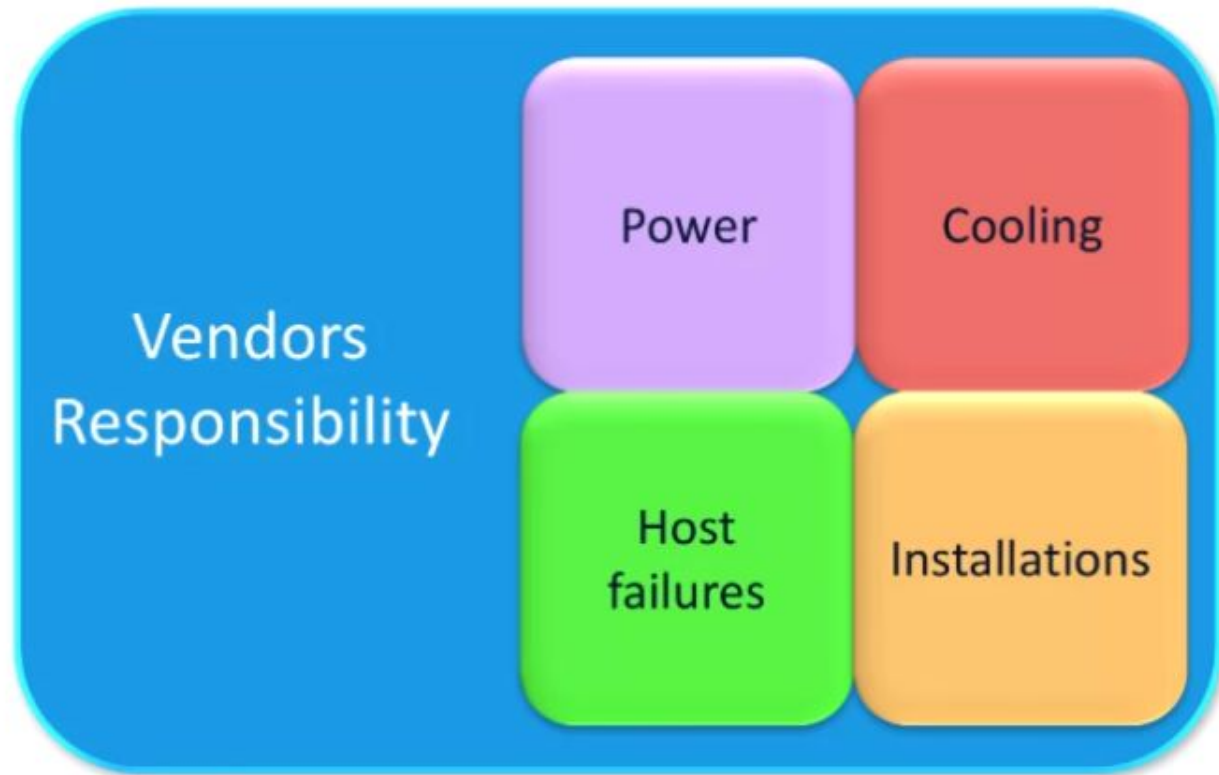 Vendors
Responsibility
Power
Cooling
Host
failures
Installations